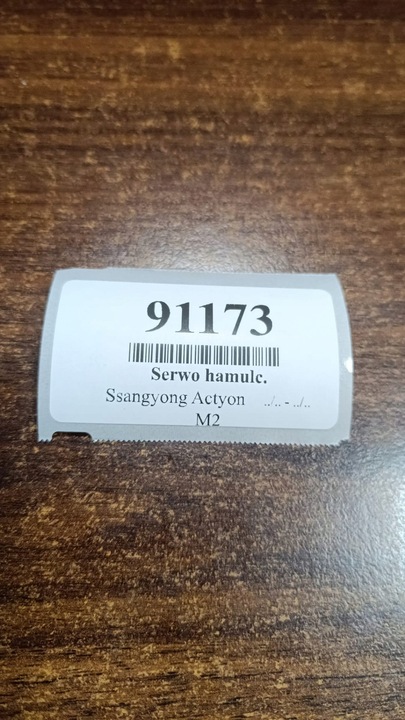 91173
Serwo hamulc.
Ssangyong Actyon ../.. - ../..
M2